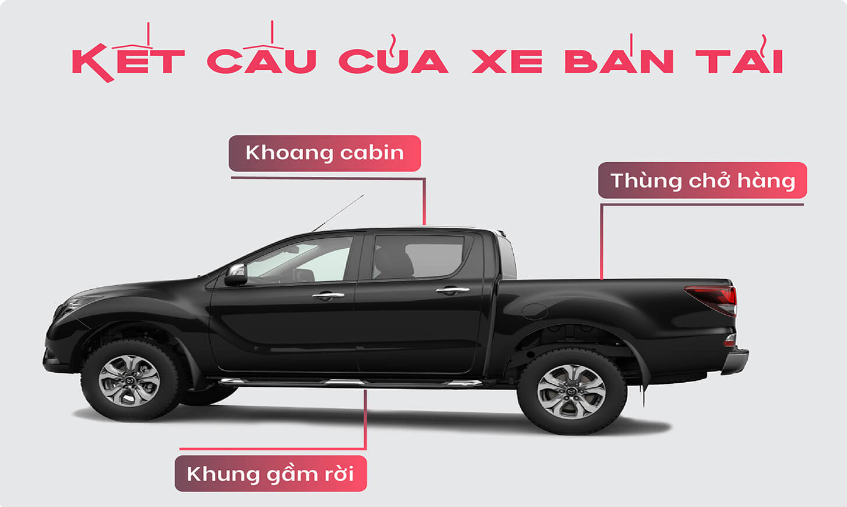 KẾT CẤU CỦA XE BÁN TẢI
Khoang cabin
Thùng chở hàng
Khung gầm rời